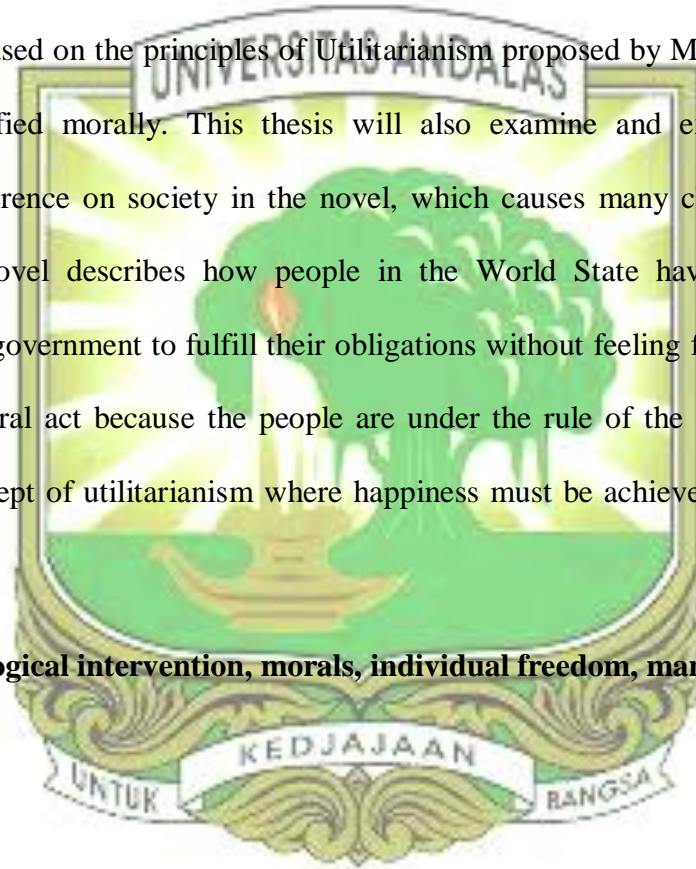 used on the principles of Utilitarianism proposed by M
UNIVERSITAS ANDALAS
fied morally. This thesis will also examine and e
rence on society in the novel, which causes many c
ovel describes how people in the World State hav
government to fulfill their obligations without feeling f
ral act because the people are under the rule of the
ept of utilitarianism where happiness must be achieve
ogical intervention, morals, individual freedom, man
KEDJAJAAN
UNTUK BANGSA